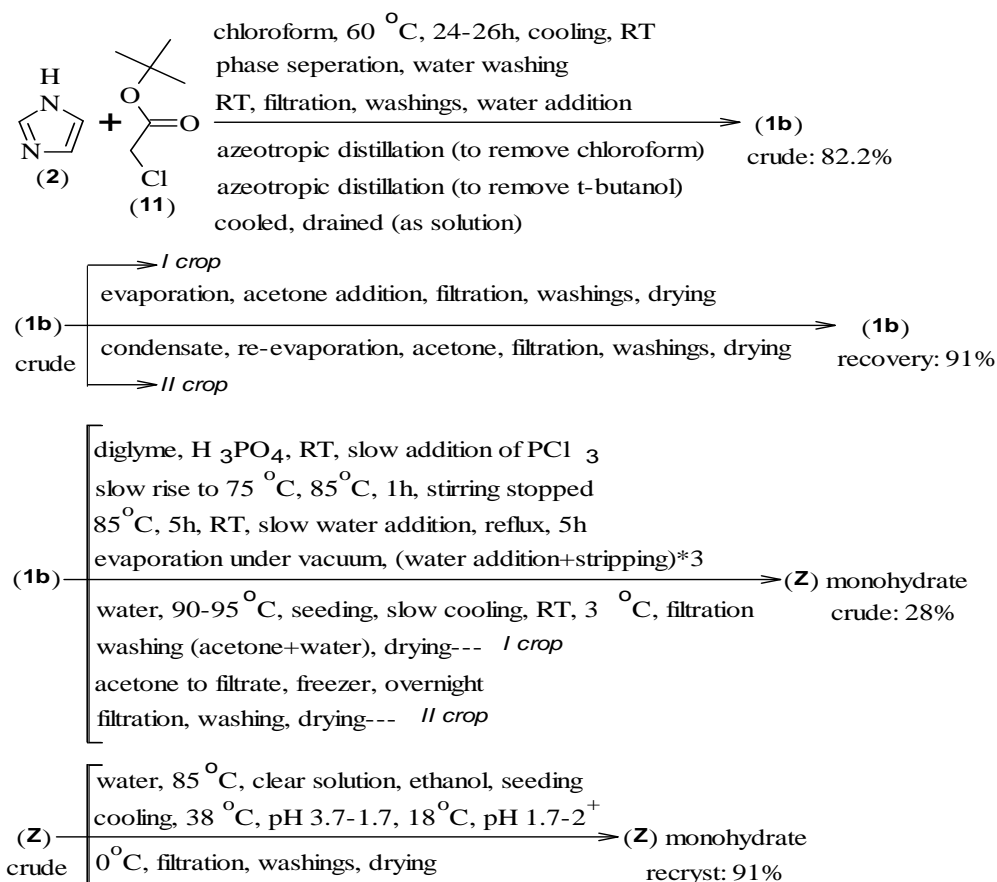 chloroform, 60 °C, 24-26h, cooling, RT
phase seperation, water washing
RT, filtration, washings, water addition
H
N
N
(2)
+
O
O
Cl
(11)
azeotropic distillation (to remove chloroform)
azeotropic distillation (to remove t-butanol)
cooled, drained (as solution)
(1b)
crude: 82.2%
I crop
evaporation, acetone addition, filtration, washings, drying
(1b)
crude
condensate, re-evaporation, acetone, filtration, washings, drying
II crop
(1b)
recovery: 91%
diglyme, H 3PO4, RT, slow addition of PCl 3
slow rise to 75 °C, 85°C, 1h, stirring stopped
85°C, 5h, RT, slow water addition, reflux, 5h
evaporation under vacuum, (water addition+stripping)*3
(1b)
(Z) monohydrate
crude: 28%
water, 90-95 °C, seeding, slow cooling, RT, 3 °C, filtration
washing (acetone+water), drying--- I crop
acetone to filtrate, freezer, overnight
filtration, washing, drying--- II crop
water, 85 °C, clear solution, ethanol, seeding
cooling, 38 °C, pH 3.7-1.7, 18°C, pH 1.7-2+
(Z)
crude
0°C, filtration, washings, drying
(Z) monohydrate
recryst: 91%